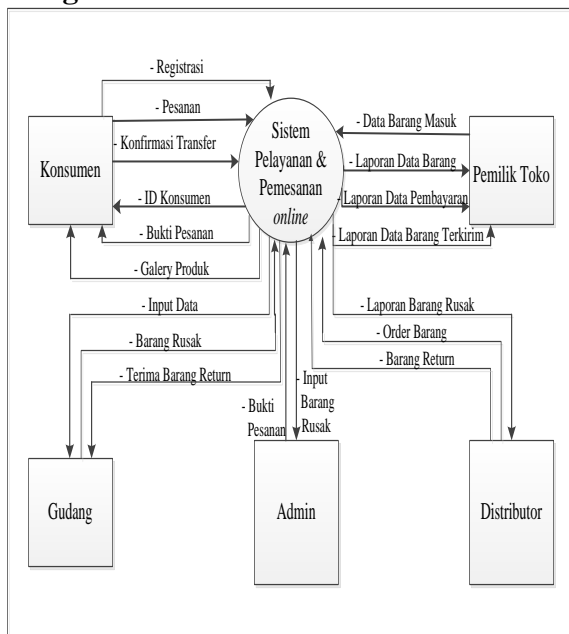 - Registrasi
- Pesanan
- Konfirmasi Transfer
Konsumen
- ID Konsumen
- Bukti Pesanan
- Galery Produk
Sistem
Pelayanan &
Pemesanan
online
- Data Barang Masuk
- Laporan Data Barang
Pemilik Toko
- Laporan Data Pembayaran
- Laporan Data Barang Terkirim
- Input Data
- Barang Rusak
- Terima Barang Return
- Bukti
Pesanan
- Input
Barang
Rusak
- Laporan Barang Rusak
- Order Barang
- Barang Return
Gudang
Admin
Distributor